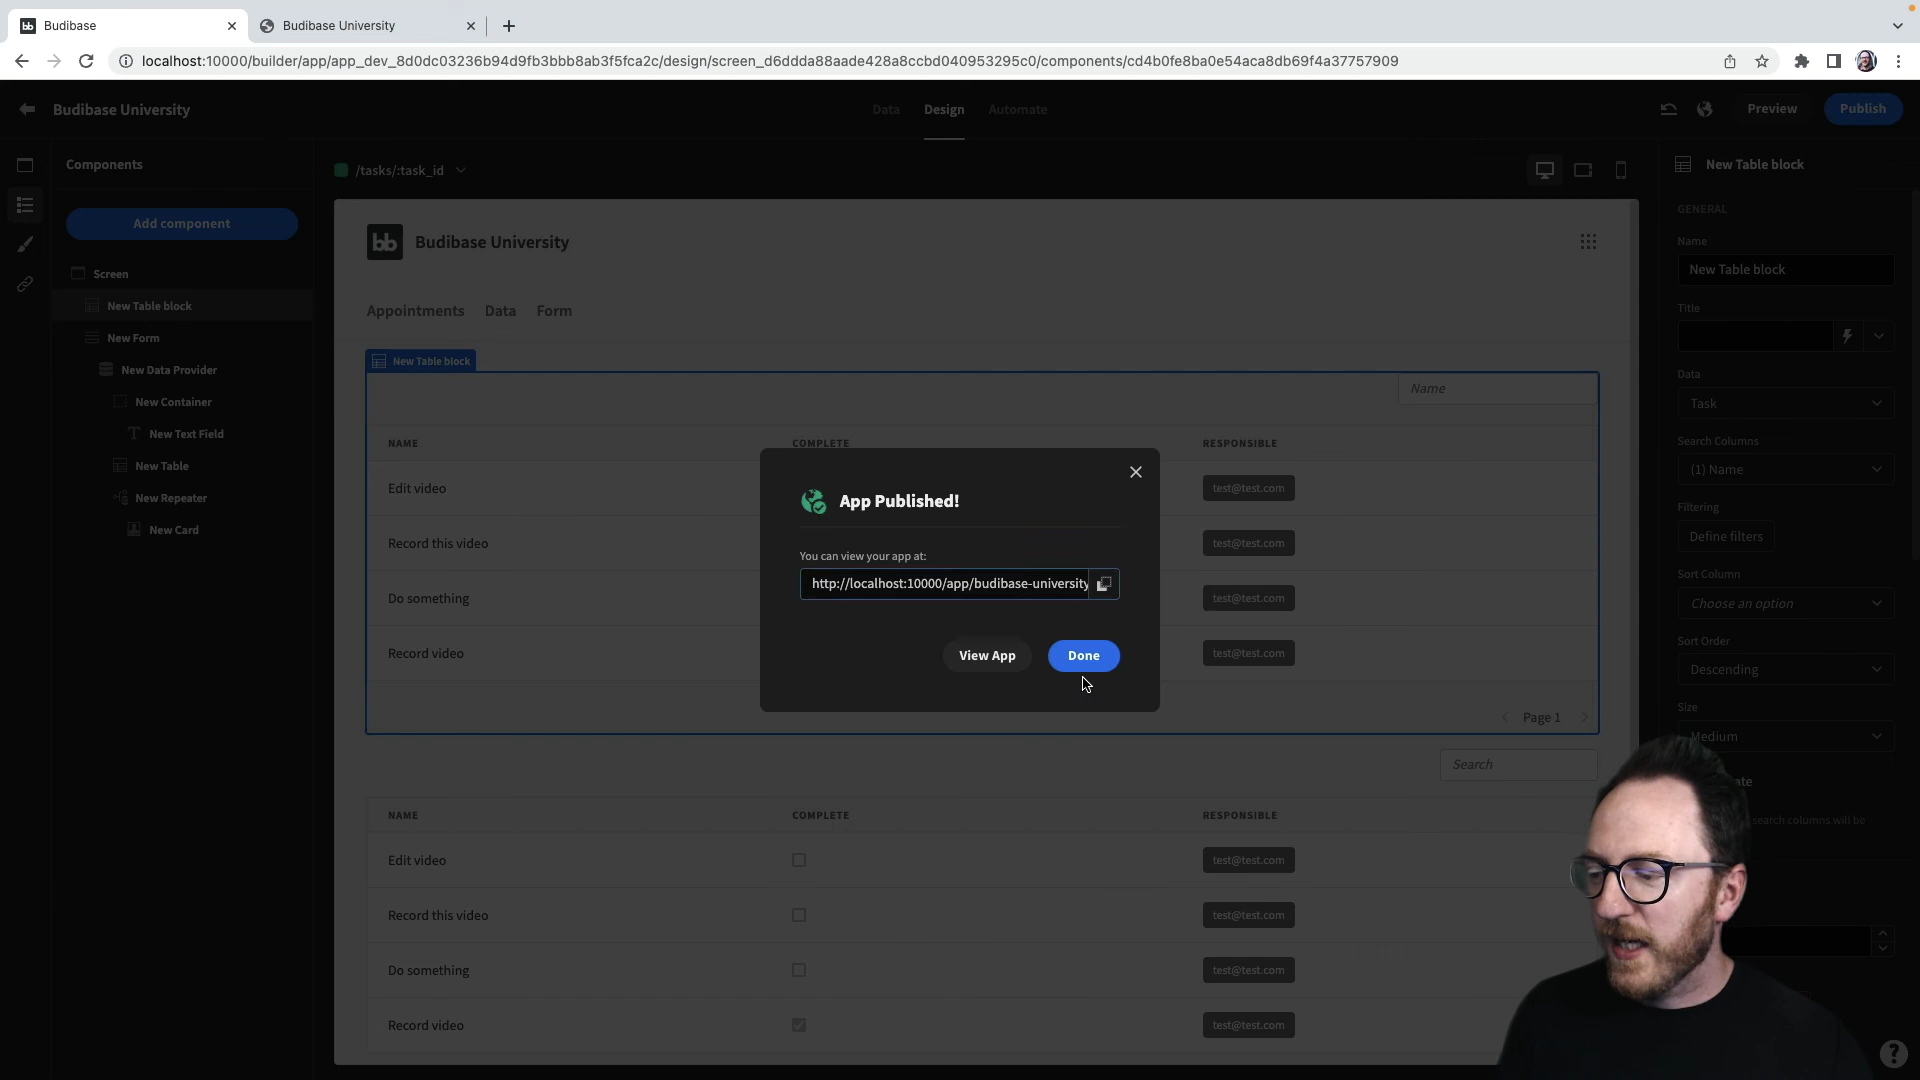 Budibase
Budibase University
localhost:10000/builder/app/app_dev_8d0dc03236b94d9fb3bbb8ab3f5fca2c/design/screen_d6ddda88aade428a8ccbd040953295c0/components/cd4b0fe8ba0e54aca8db69f4a37757909
Budibase University
Data
Design
Automate
Preview
Publish
Components
Add component
Screen
New Table block
New Form
New Data Provider
New Container
New Text Field
New Table
New Repeater
New Card
/tasks/:task_id
bb Budibase University
Appointments Data Form
New Table block
Name
NAME COMPLETE RESPONSIBLE
Edit video test@test.com
Record this video test@test.com
Do something test@test.com
Record video test@test.com
Page 1
Search
NAME COMPLETE RESPONSIBLE
Edit video test@test.com
Record this video test@test.com
Do something test@test.com
Record video test@test.com
App Published!
You can view your app at:
http://localhost:10000/app/budibase-university
View App
Done
New Table block
GENERAL
Name
New Table block
Title
Data
Task
Search Columns
(1) Name
Filtering
Define filters
Sort Column
Choose an option
Sort Order
Descending
Size
Medium
search columns will be
?